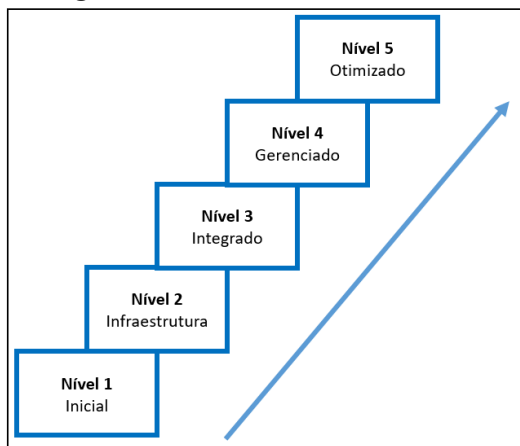 Nível 5
Otimizado
Nível 4
Gerenciado
Nível 3
Integrado
Nível 2
Infraestrutura
Nível 1
Inicial